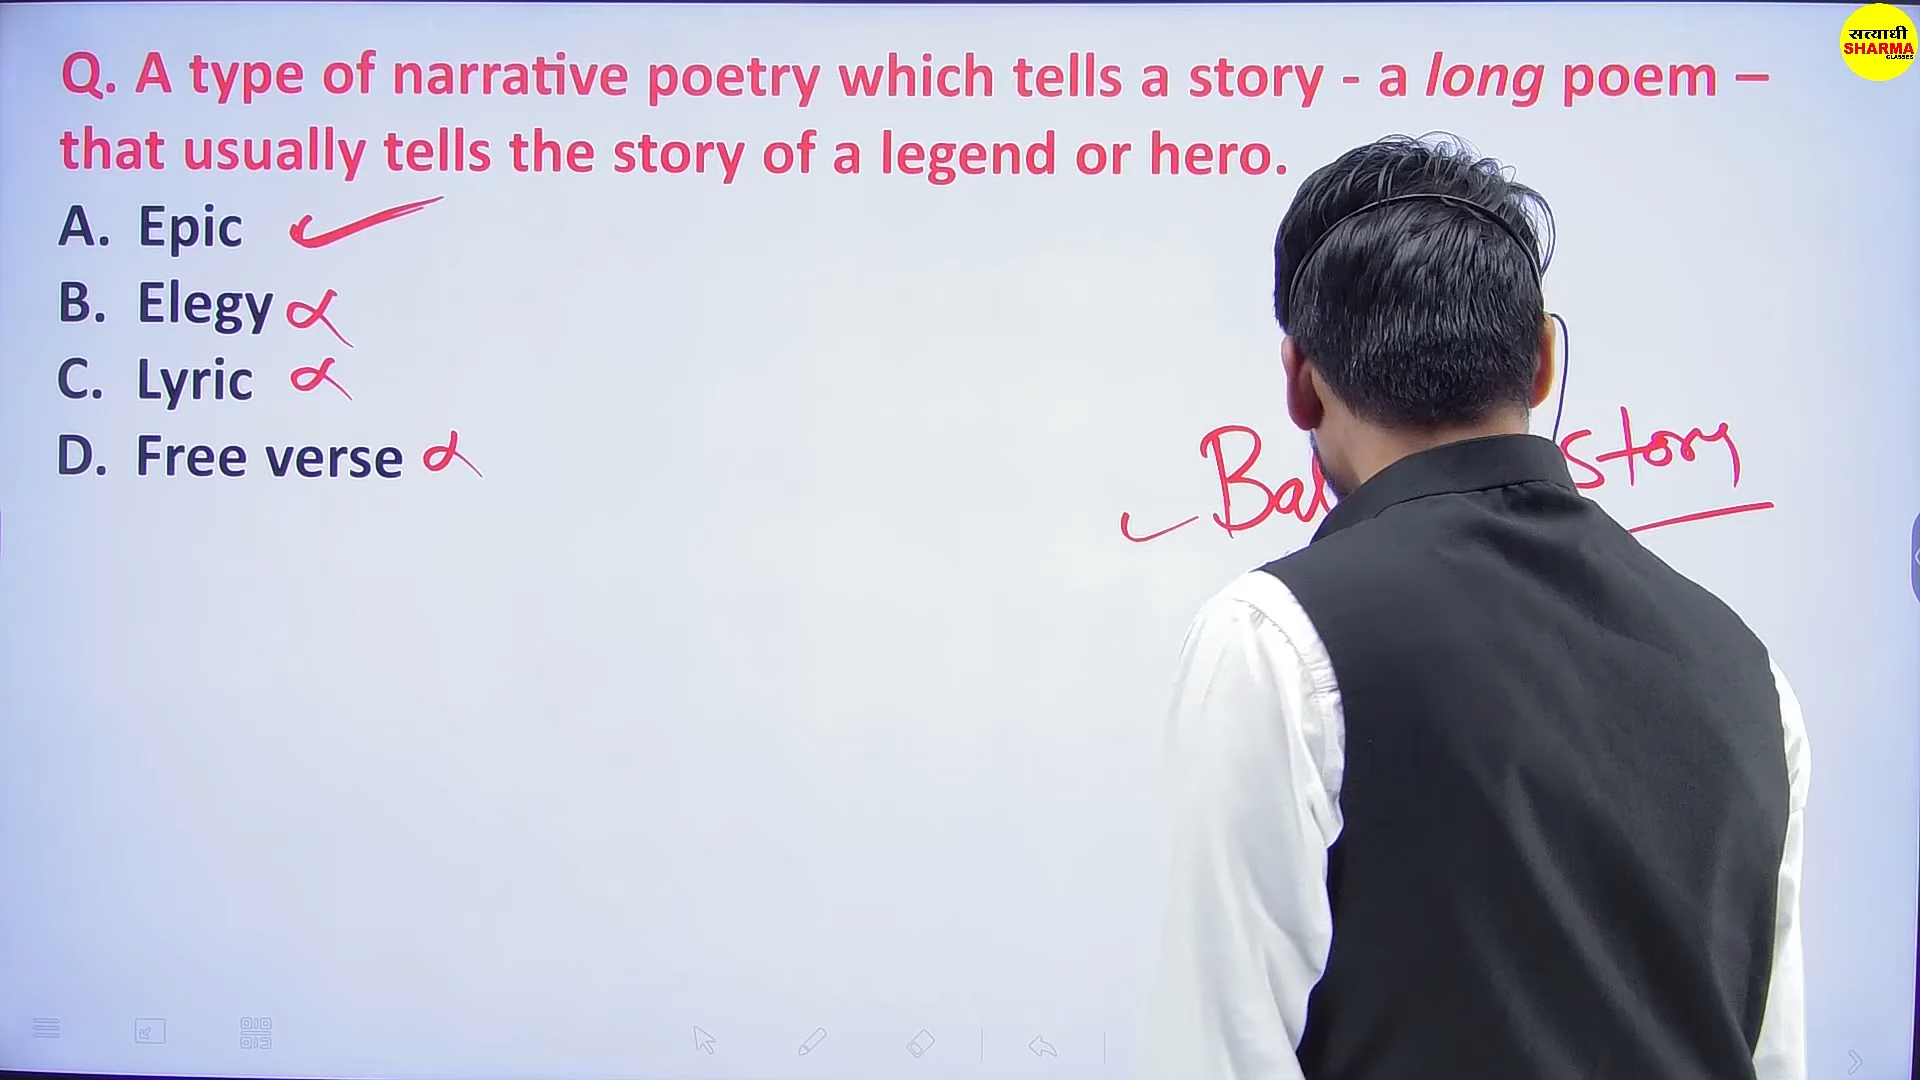 Q. A type of narrative poetry which tells a story - a long poem –
that usually tells the story of a legend or hero.
A. Epic
B. Elegy
C. Lyric
D. Free verse
story
सत्यार्थी
SHARMA
CLASSES